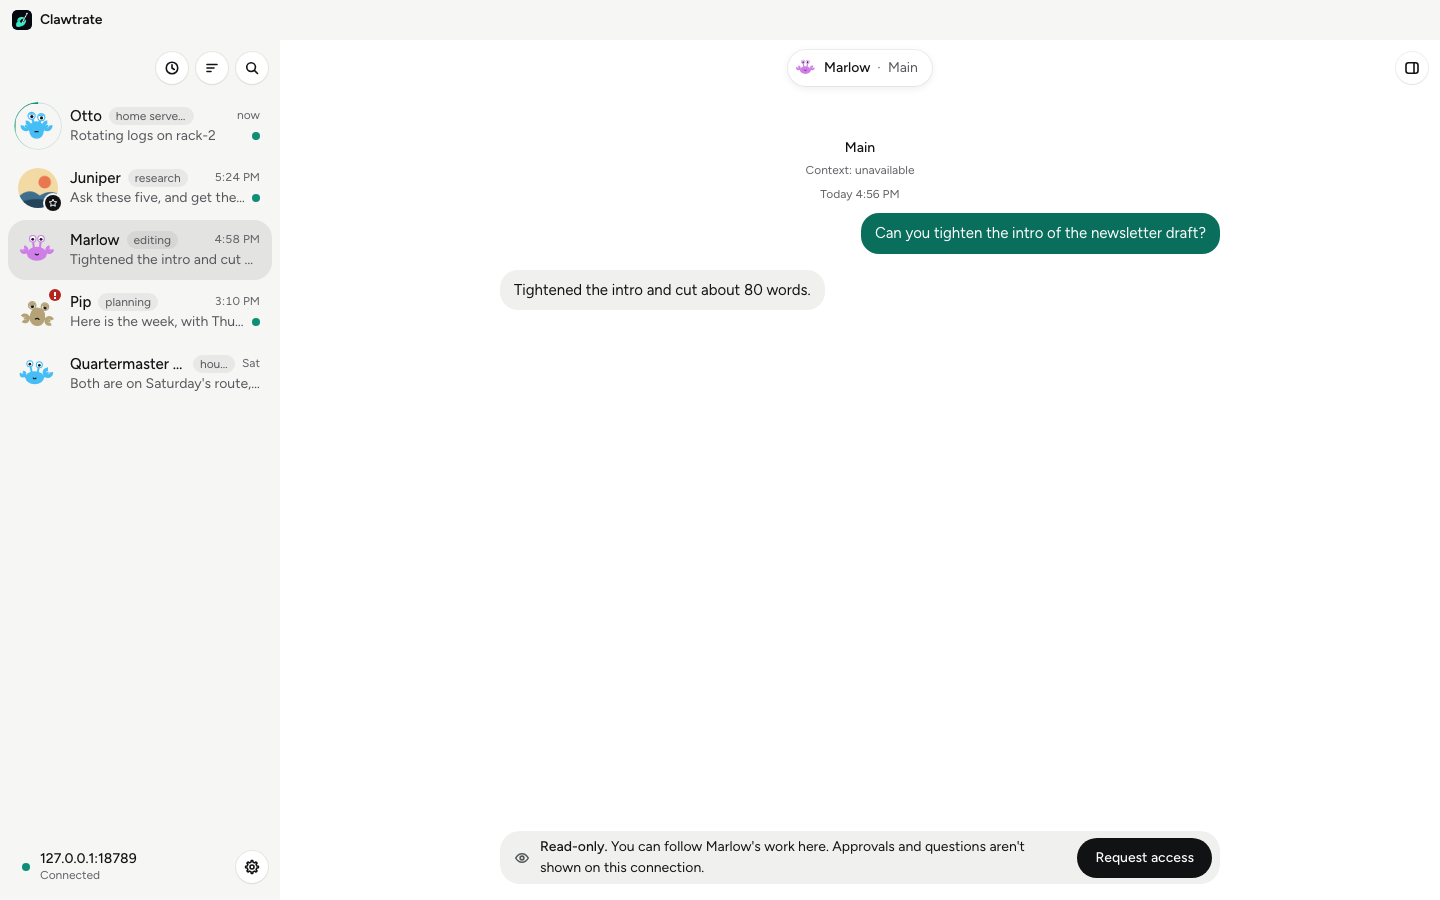 Clawtrate
Otto home serve... now
Rotating logs on rack-2
Juniper research 5:24 PM
Ask these five, and get the...
Marlow editing 4:58 PM
Tightened the intro and cut ...
Pip planning 3:10 PM
Here is the week, with Thu...
Quartermaster ... hou... Sat
Both are on Saturday's route,...
127.0.0.1:18789
Connected
Marlow · Main
Main
Context: unavailable
Today 4:56 PM
Can you tighten the intro of the newsletter draft?
Tightened the intro and cut about 80 words.
Read-only. You can follow Marlow's work here. Approvals and questions aren't
shown on this connection.
Request access